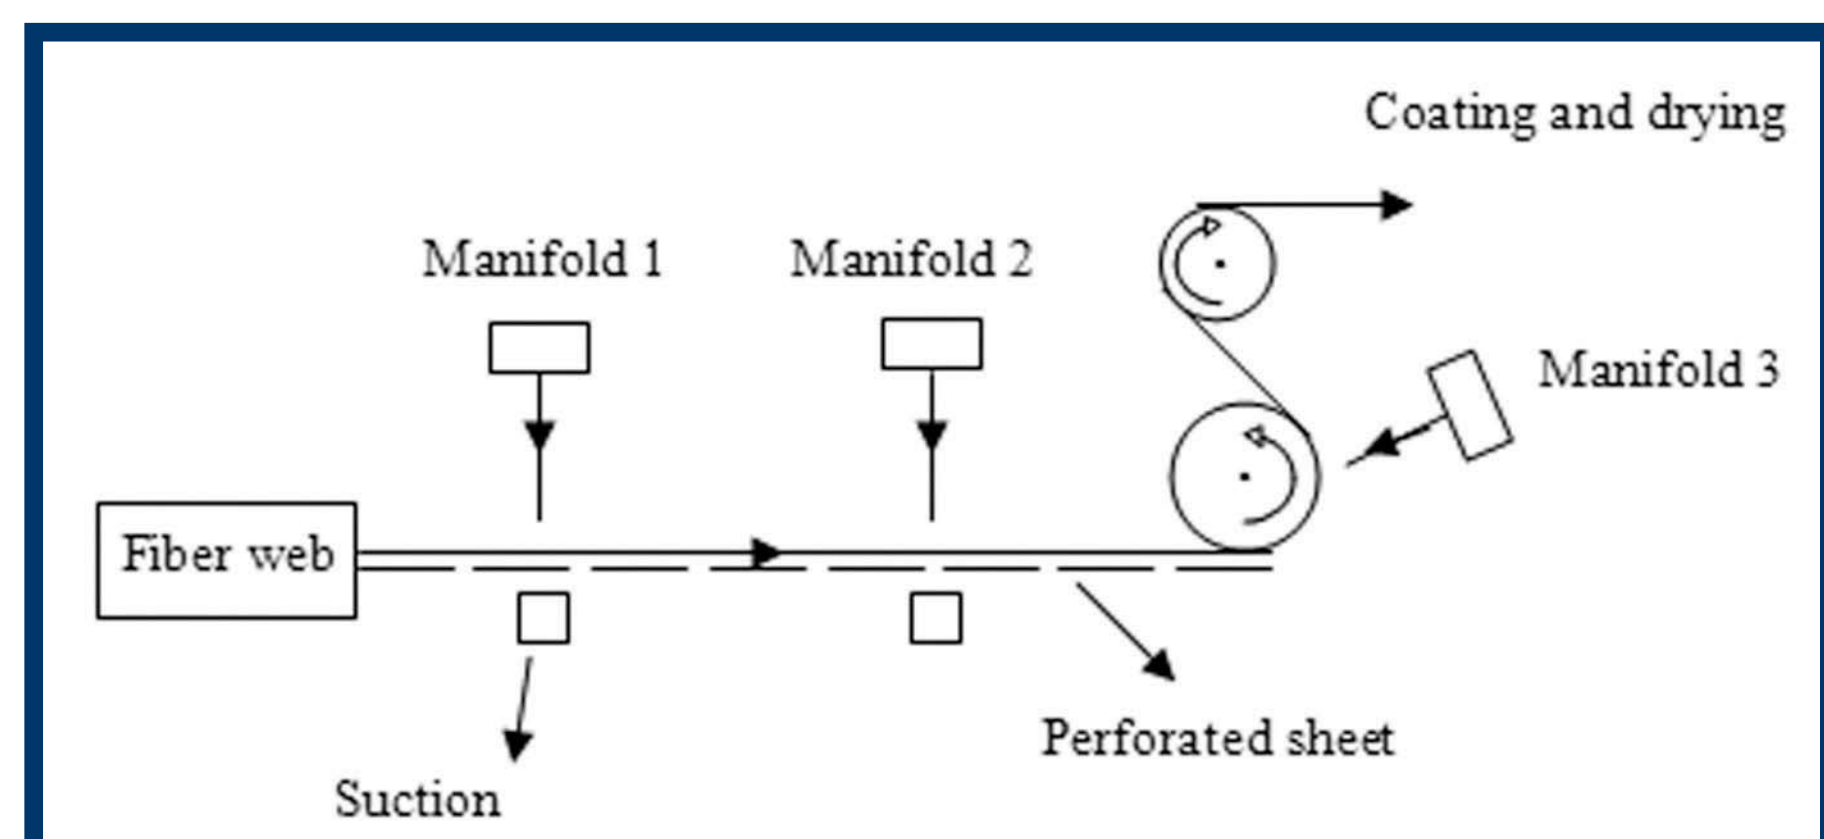 Coating and drying
Manifold 1
Manifold 2
Manifold 3
Fiber web
Perforated sheet
Suction